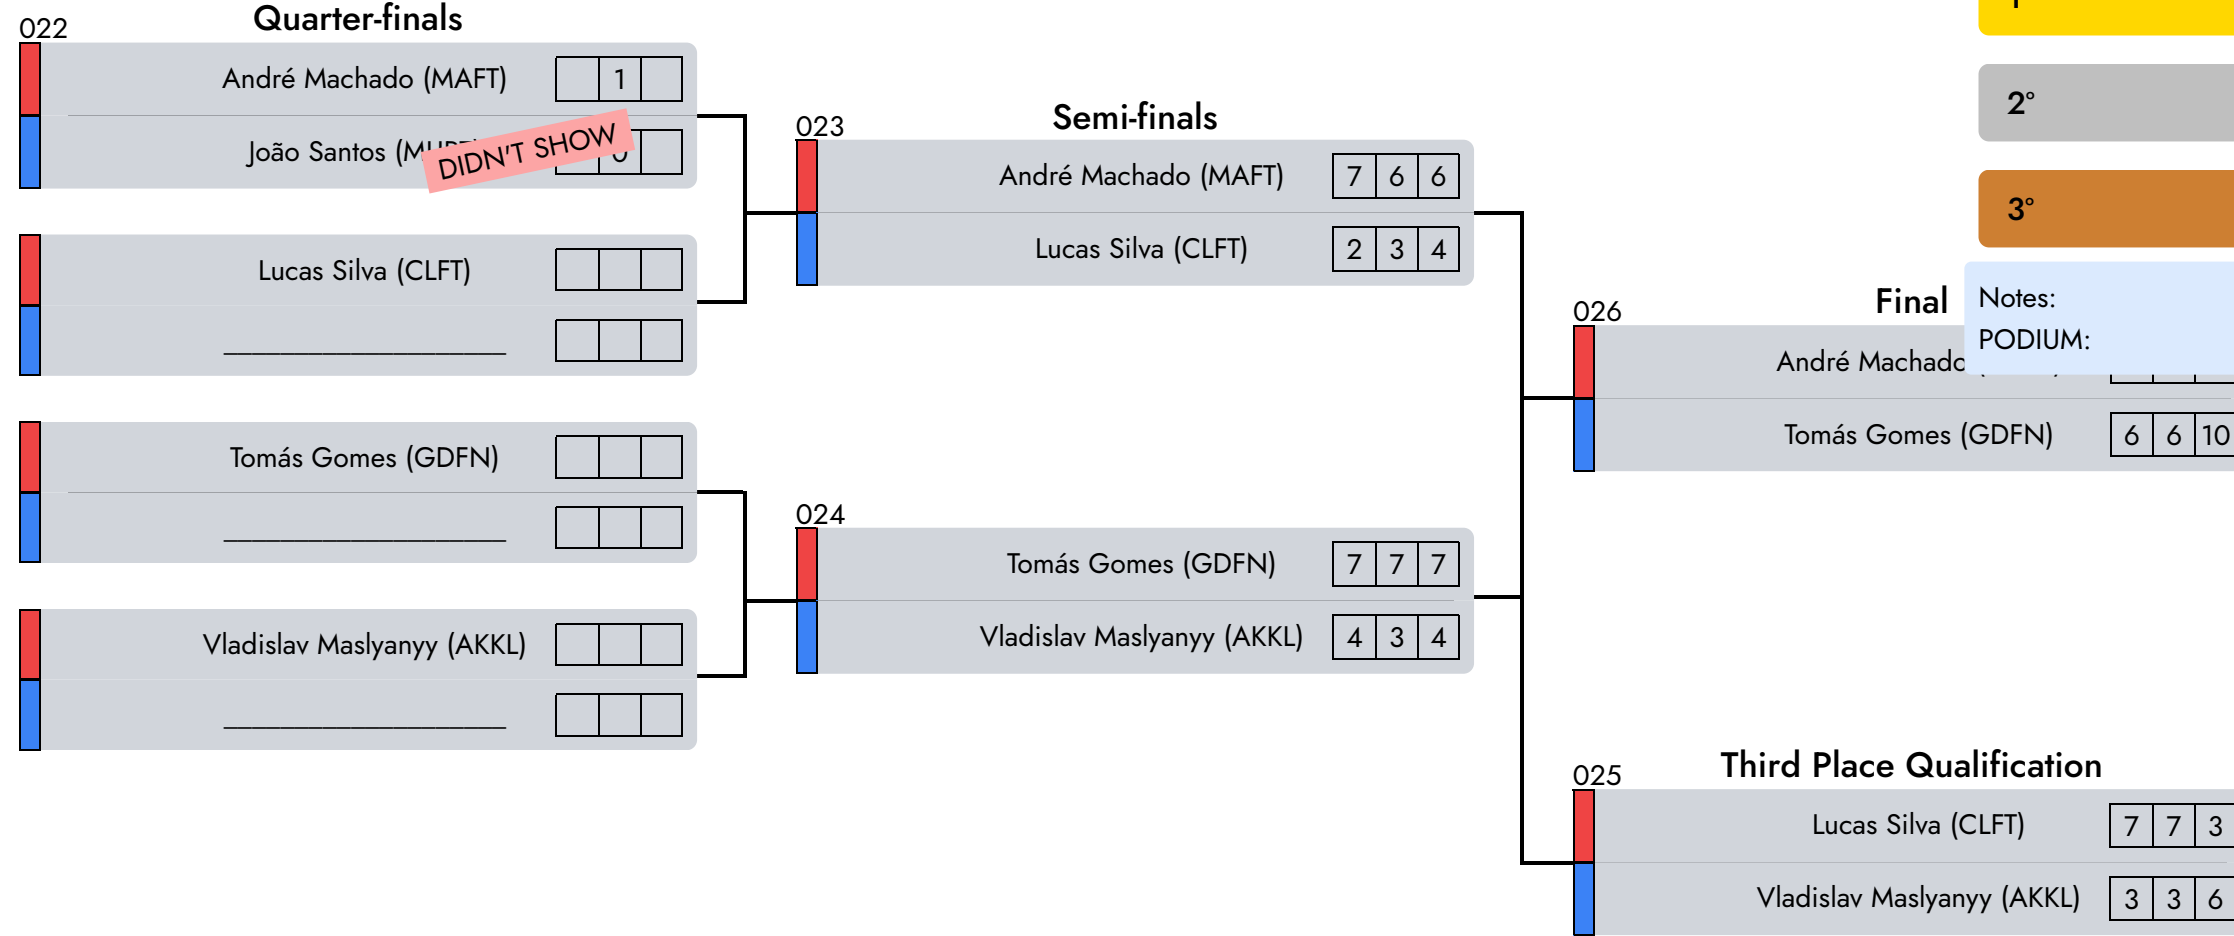 Quarter-finals
022
André Machado (MAFT)
1
João Santos
DIDN'T SHOW
Lucas Silva (CLFT)
Tomás Gomes (GDFN)
Vladislav Maslyanyy (AKKL)
Semi-finals
023
André Machado (MAFT) 7 6 6
Lucas Silva (CLFT) 2 3 4
024
Tomás Gomes (GDFN) 7 7 7
Vladislav Maslyanyy (AKKL) 4 3 4
2°
3°
Notes:
PODIUM:
Final
026
André Machado
Tomás Gomes (GDFN) 6 6 10
Third Place Qualification
025
Lucas Silva (CLFT) 7 7 3
Vladislav Maslyanyy (AKKL) 3 3 6